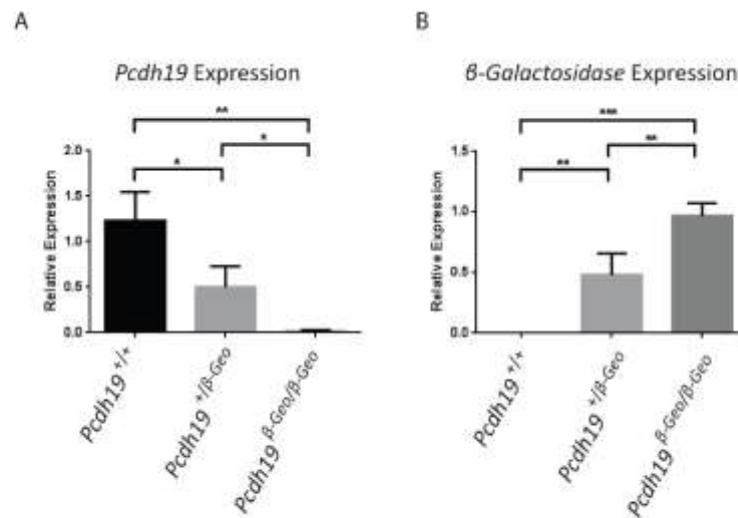 A
Pcdh19 Expression
**
*
*
Relative Expression
2.0
1.5
1.0
0.5
0.0
Pcdh19 +/+
Pcdh19 +/β-Geo
Pcdh19 β-Geo/β-Geo
B
β-Galactosidase Expression
***
**
**
Relative Expression
1.5
1.0
0.5
0.0
Pcdh19 +/+
Pcdh19 +/β-Geo
Pcdh19 β-Geo/β-Geo